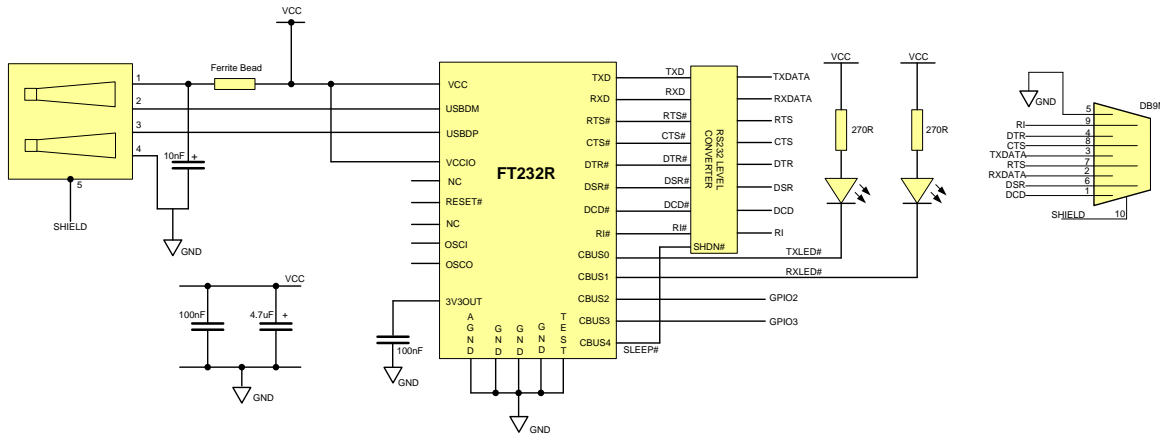 VCC
Ferrite Bead
1
2
3
4
5
SHIELD
10nF
+
GND
VCC
100nF
4.7uF
+
GND
FT232R
VCC
USBDM
USBDP
VCCIO
NC
RESET#
NC
OSCI
OSCO
3V3OUT
AGND
GND
GND
GND
TEST
100nF
GND
GND
TXD
RXD
RTS#
CTS#
DTR#
DSR#
DCD#
RI#
CBUS0
CBUS1
CBUS2
CBUS3
CBUS4
TXD
RXD
RTS#
CTS#
DTR#
DSR#
DCD#
RI#
SLEEP#
RS232 LEVEL
CONVERTER
SHDN#
TXDATA
RXDATA
RTS
CTS
DTR
DSR
DCD
RI
TXLED#
RXLED#
GPIO2
GPIO3
VCC
270R
VCC
270R
GND
DB9M
5
RI 9
DTR 4
CTS 8
TXDATA 3
RTS 7
RXDATA 2
DSR 6
DCD 1
SHIELD 10